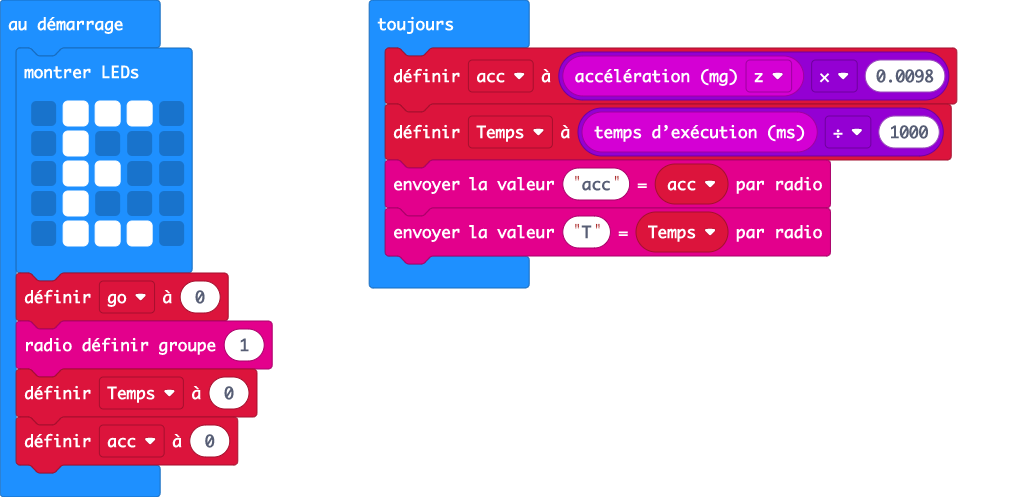 au démarrage
montrer LEDs
définir go à 0
radio définir groupe 1
définir Temps à 0
définir acc à 0
toujours
définir acc à accélération (mg) z × 0.0098
définir Temps à temps d’exécution (ms) ÷ 1000
envoyer la valeur "acc" = acc par radio
envoyer la valeur "T" = Temps par radio